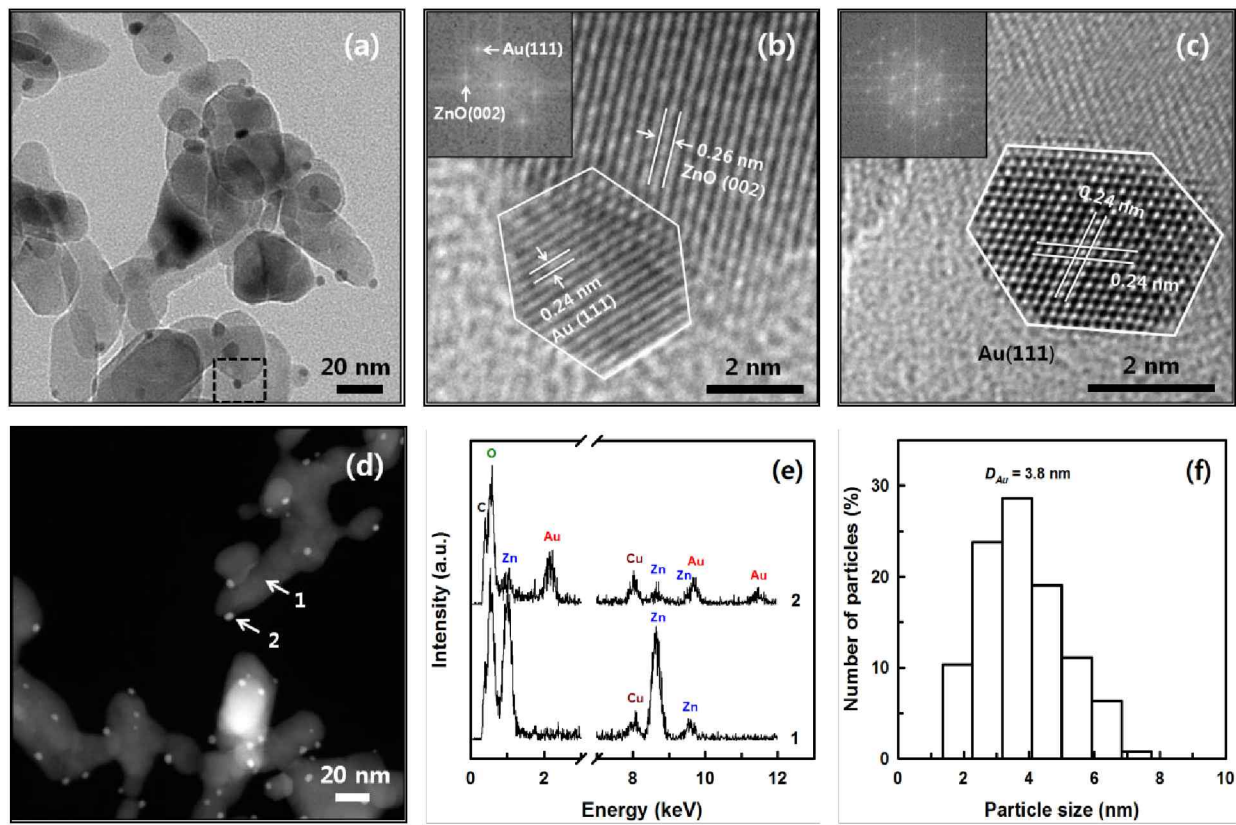 (a)
20 nm
Au(111)
ZnO(002)
(b)
0.26 nm
ZnO (002)
0.24 nm
Au (111)
2 nm
(c)
0.24 nm
0.24 nm
Au(111)
2 nm
(d)
1
2
20 nm
(e)
O
C
Zn
Au
Cu
Zn
Zn
Au
Au
2
Cu
Zn
Zn
1
Intensity (a.u.)
0 2 8 10 12 14
Energy (keV)
(f)
D_Au = 3.8 nm
30
20
10
0
Number of particles (%)
0 2 4 6 8 10
Particle size (nm)